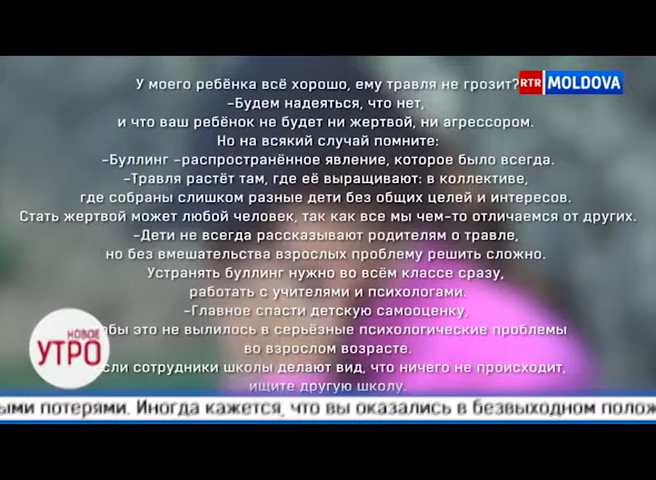 У моего ребёнка всё хорошо, ему травля не грозит?
RTR MOLDOVA
–Будем надеяться, что нет,
и что ваш ребёнок не будет ни жертвой, ни агрессором.
Но на всякий случай помните:
–Буллинг –распространённое явление, которое было всегда.
–Травля растёт там, где её выращивают: в коллективе,
где собраны слишком разные дети без общих целей и интересов.
Стать жертвой может любой человек, так как все мы чем-то отличаемся от других.
–Дети не всегда рассказывают родителям о травле,
но без вмешательства взрослых проблему решить сложно.
Устранять буллинг нужно во всём классе сразу,
работать с учителями и психологами.
–Главное спасти детскую самооценку,
обы это не вылилось в серьёзные психологические проблемы
во взрослом возрасте.
сли сотрудники школы делают вид, что ничего не происходит,
ищите другую школу.
НОВОЕ
УТРО
ыми потерями. Иногда кажется, что вы оказались в безвыходном полож